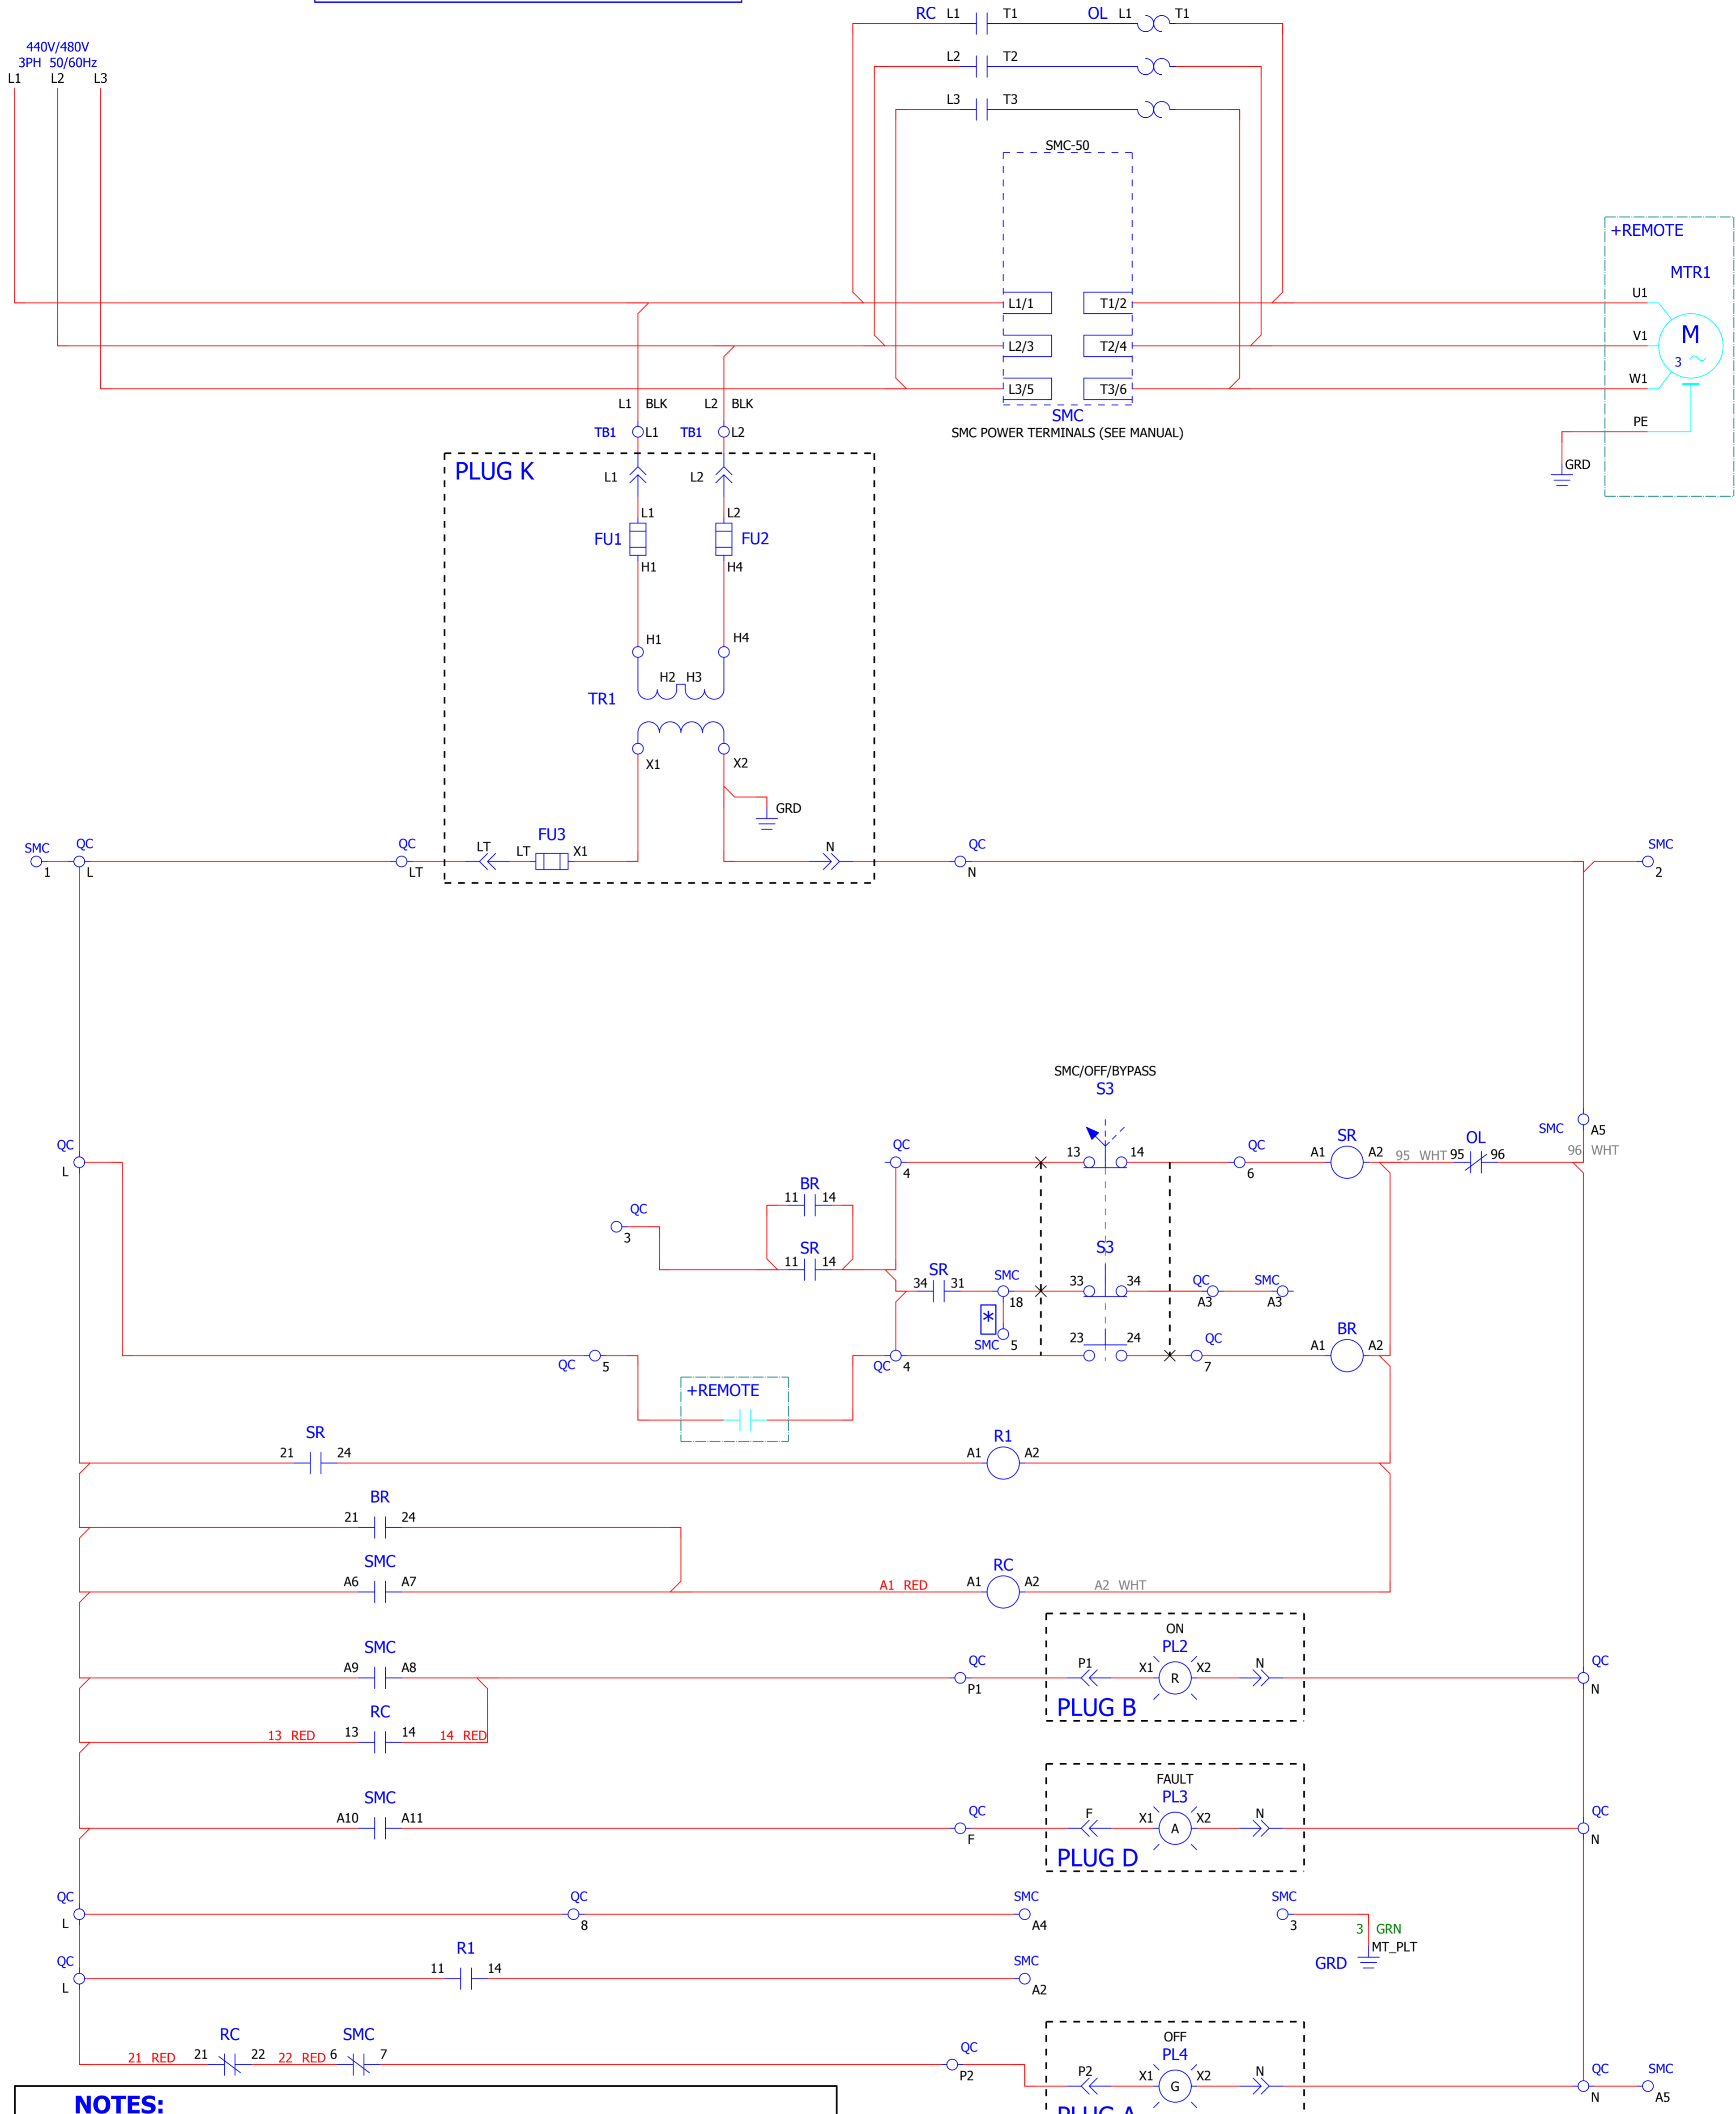 RC L1 T1 OL L1 T1
440V/480V
3PH 50/60Hz
L1 L2 L3
L2 T2
L3 T3
SMC-50
+REMOTE
MTR1
U1
L1/1 T1/2
V1
M
3
L2/3 T2/4
W1
L3/5 T3/6
L1 BLK L2 BLK
SMC
PE
TB1 L1 TB1 L2
SMC POWER TERMINALS (SEE MANUAL)
PLUG K
GRD
L1 L2
L1 L2
FU1 FU2
H1 H4
H1 H4
H2 H3
TR1
X1 X2
GRD
FU3
SMC QC QC LT LT X1 N QC SMC
1 L LT N 2
SMC/OFF/BYPASS
S3
SMC A5
QC QC 13 14 QC SR OL 96 WHT
L 4 6 A1 A2 95 WHT 95 96
BR
11 14
QC
3
SR S3
11 14
SR SMC QC SMC
34 31 33 34
18 A3 A3
*
SMC 5 23 24 QC BR
A1 A2
QC 5 QC 4 7
+REMOTE
SR R1
21 24 A1 A2
BR
21 24
SMC RC
A6 A7 A1 RED A1 A2 A2 WHT
ON
SMC PL2
A9 A8 QC P1 X1 R X2 N QC
P1 N
PLUG B
RC
13 RED 13 14 14 RED
FAULT
SMC PL3
A10 A11 QC F X1 A X2 N QC
F N
PLUG D
QC QC SMC SMC
L 8 A4 3
3 GRN
MT_PLT
GRD
QC R1 SMC
11 14
L A2
OFF
RC SMC QC PL4
21 RED 21 22 22 RED 6 7 P2 P2 X1 G X2 N QC SMC
N A5
NOTES:
PLUG A